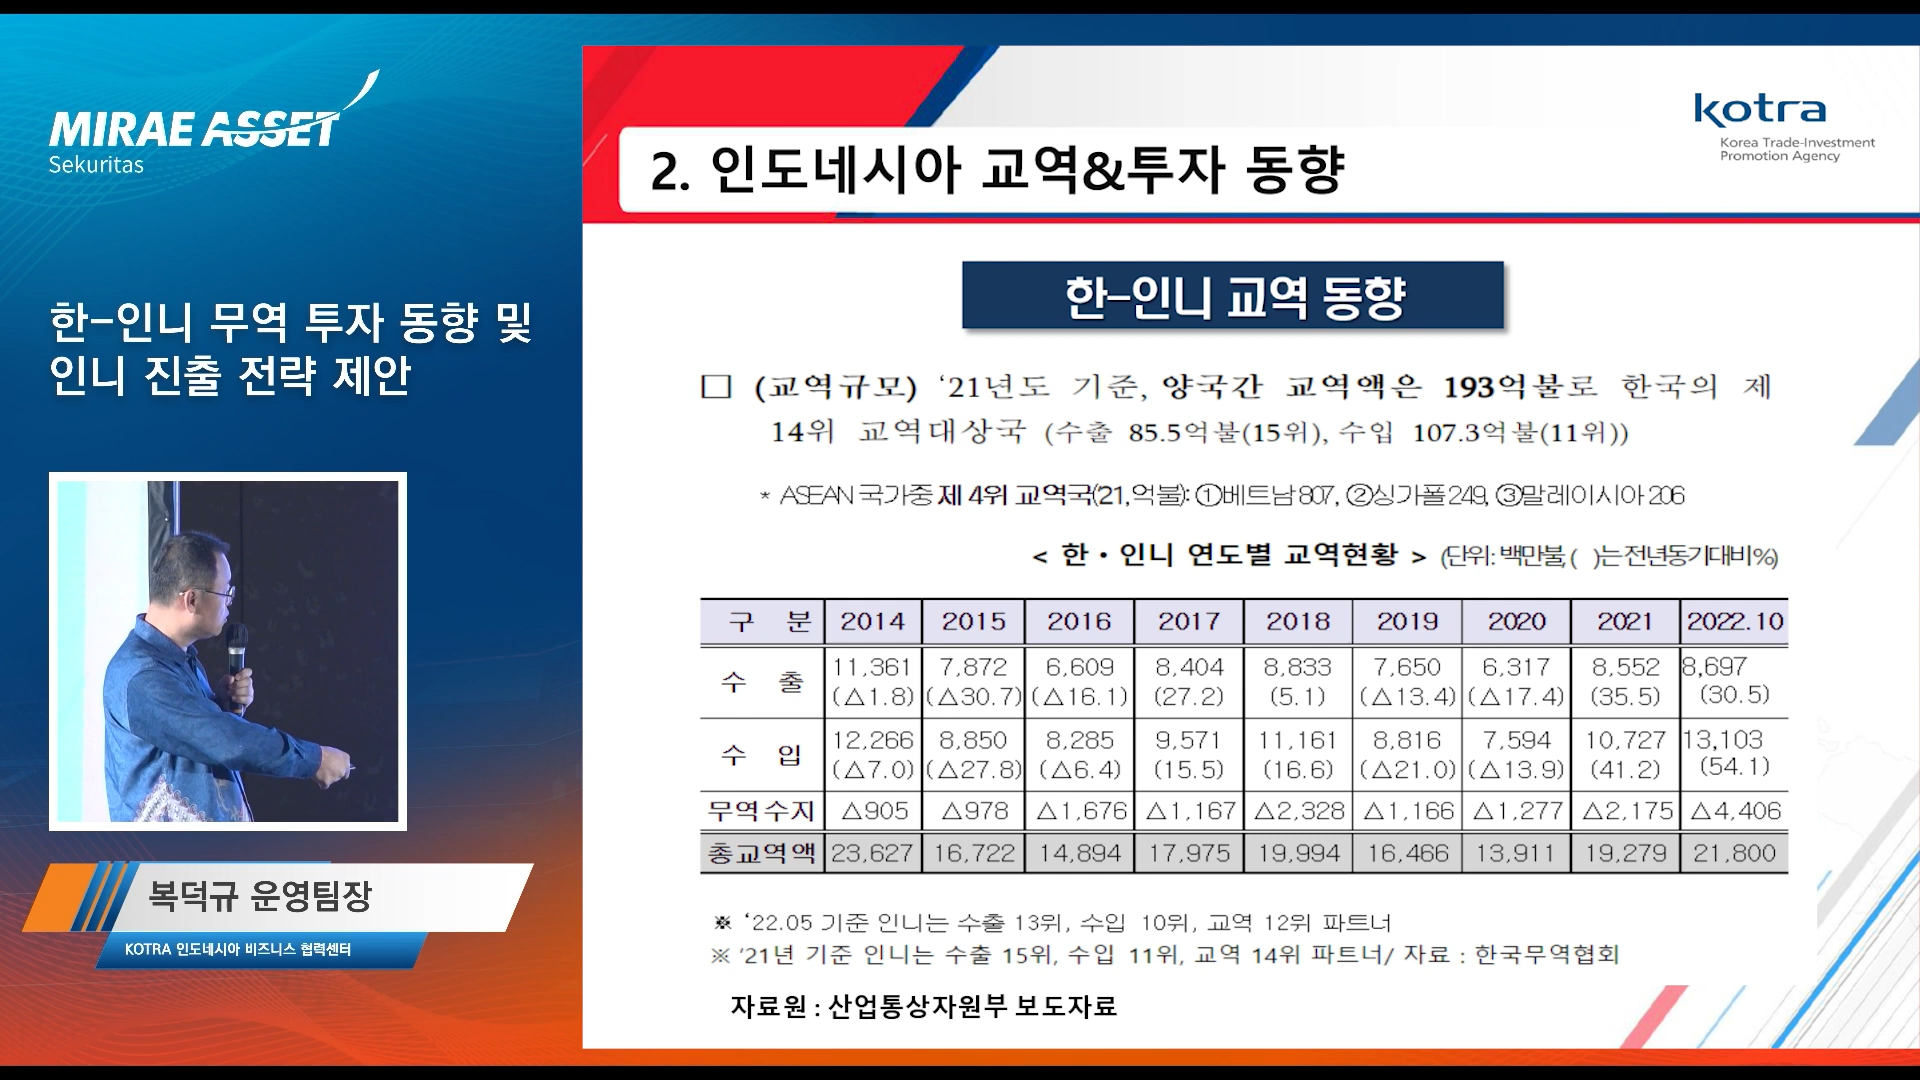 MIRAE ASSET
Sekuritas
한-인니 무역 투자 동향 및
인니 진출 전략 제안
복덕규 운영팀장
KOTRA 인도네시아 비즈니스 협력센터
kotra
Korea Trade-Investment
Promotion Agency
2. 인도네시아 교역&투자 동향
한-인니 교역 동향
□ (교역규모) ‘21년도 기준, 양국간 교역액은 193억불로 한국의 제
14위 교역대상국 (수출 85.5억불(15위), 수입 107.3억불(11위))
* ASEAN 국가중 제 4위 교역국(21,억불): ①베트남 807, ②싱가폴 249, ③말레이시아 206
< 한·인니 연도별 교역현황 > (단위: 백만불, ( )는 전년동기대비 %)
구 분 2014 2015 2016 2017 2018 2019 2020 2021 2022.10
수 출 11,361 7,872 6,609 8,404 8,833 7,650 6,317 8,552 8,697
(△1.8) (△30.7) (△16.1) (27.2) (5.1) (△13.4) (△17.4) (35.5) (30.5)
수 입 12,266 8,850 8,285 9,571 11,161 8,816 7,594 10,727 13,103
(△7.0) (△27.8) (△6.4) (15.5) (16.6) (△21.0) (△13.9) (41.2) (54.1)
무역수지 △905 △978 △1,676 △1,167 △2,328 △1,166 △1,277 △2,175 △4,406
총교역액 23,627 16,722 14,894 17,975 19,994 16,466 13,911 19,279 21,800
※ ‘22.05 기준 인니는 수출 13위, 수입 10위, 교역 12위 파트너
※ ‘21년 기준 인니는 수출 15위, 수입 11위, 교역 14위 파트너/ 자료 : 한국무역협회
자료원 : 산업통상자원부 보도자료